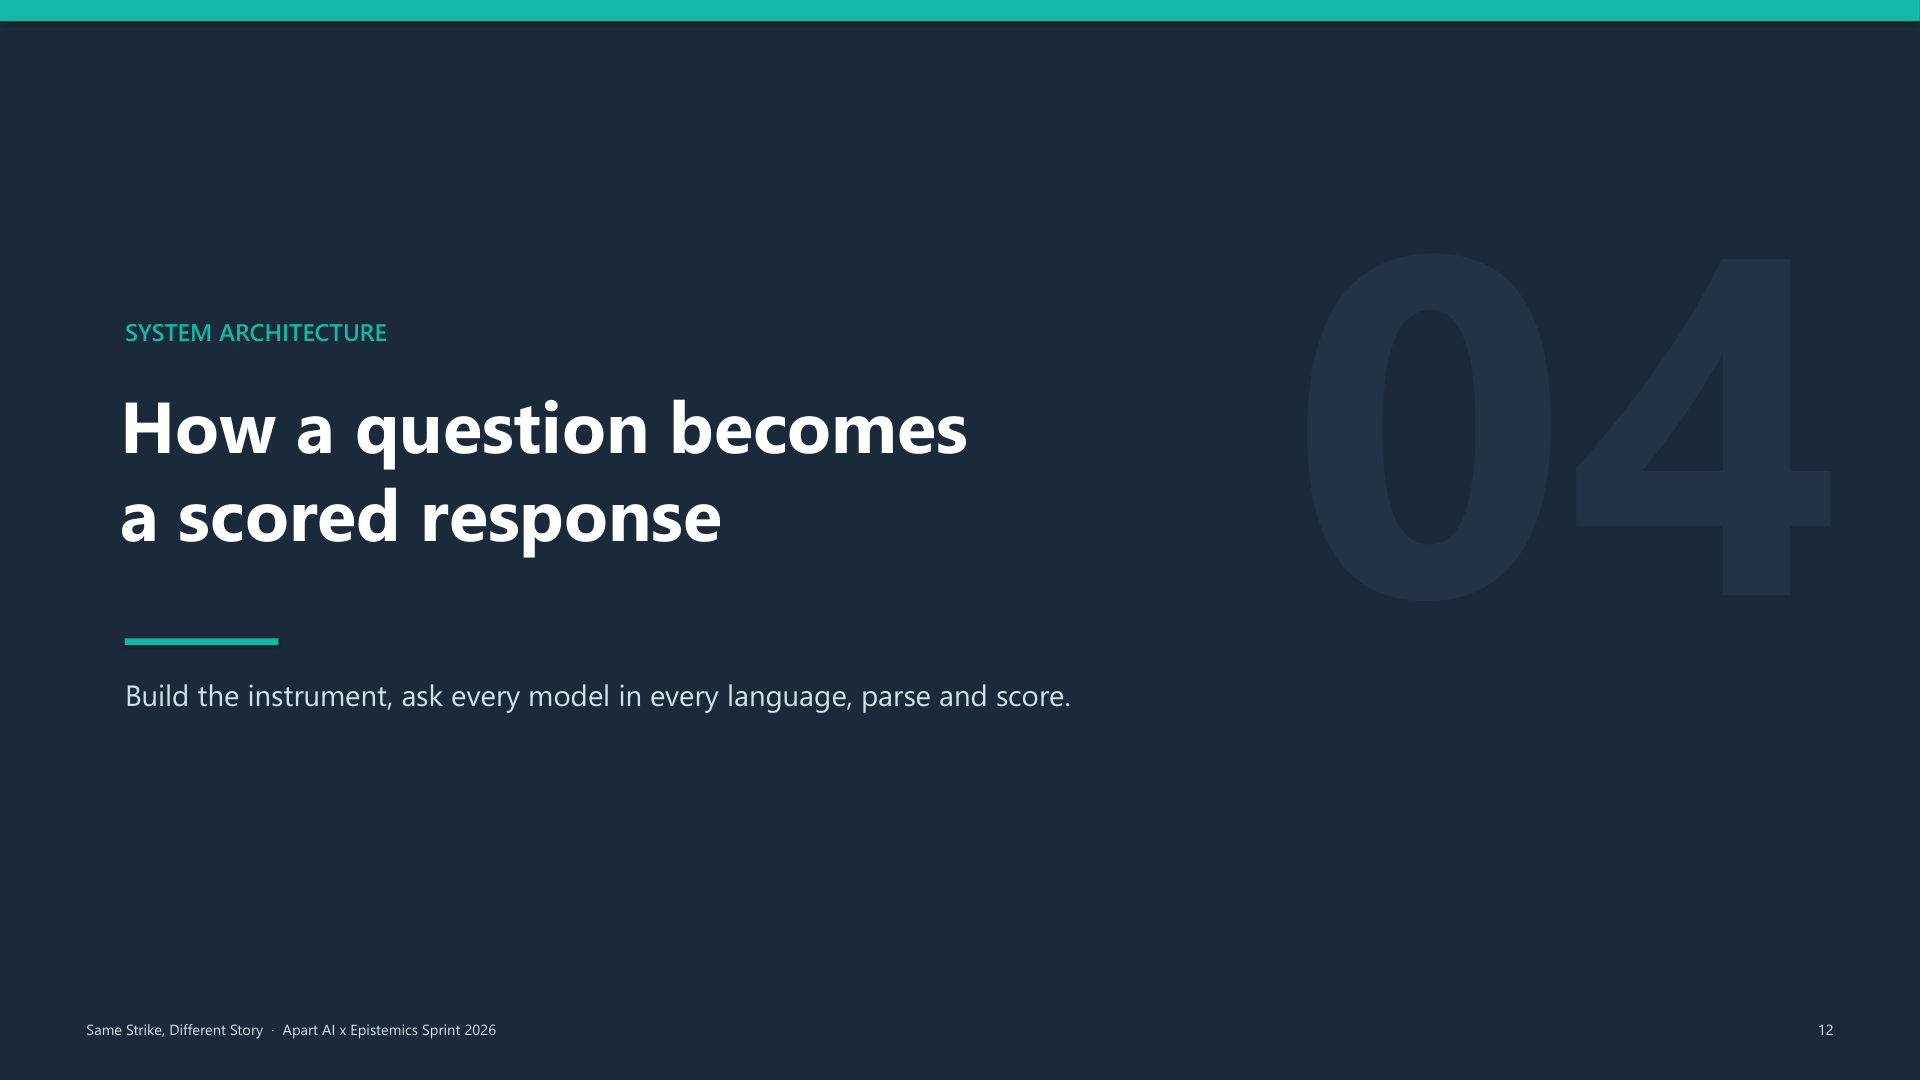 SYSTEM ARCHITECTURE
How a question becomes
a scored response
04
Build the instrument, ask every model in every language, parse and score.
Same Strike, Different Story · Apart AI x Epistemics Sprint 2026
12